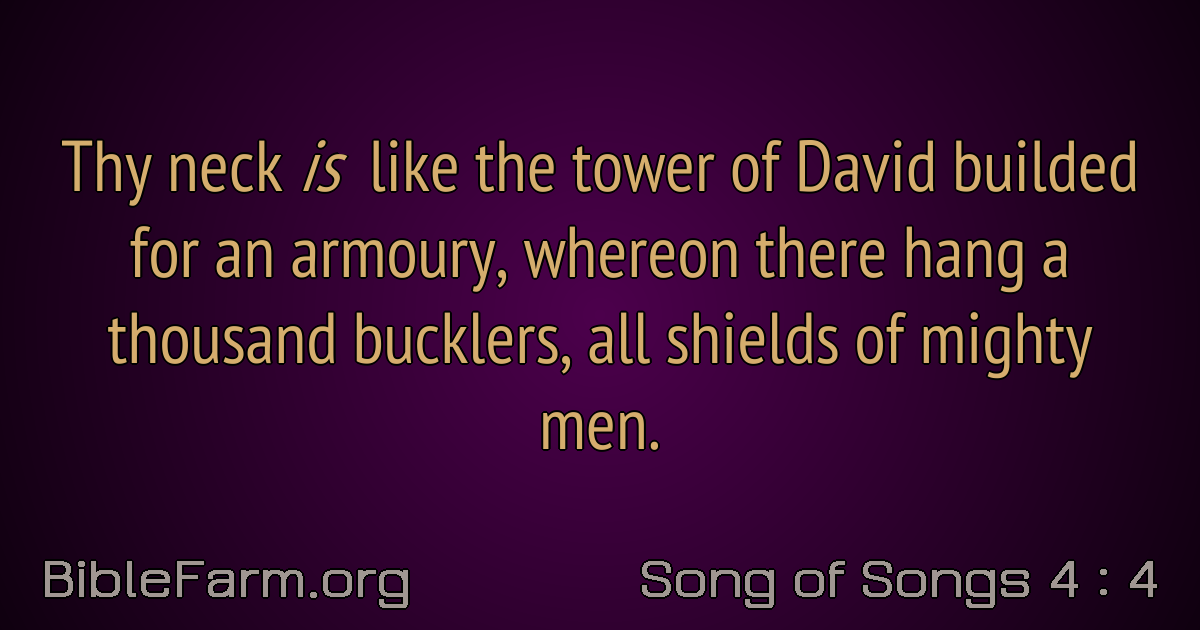 Thy neck is like the tower of David builded
for an armoury, whereon there hang a
thousand bucklers, all shields of mighty
men.
BibleFarm.org
Song of Songs 4 : 4